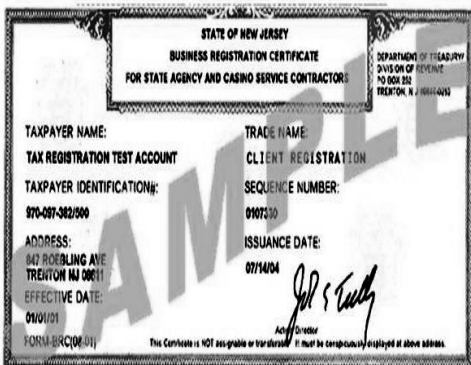 STATE OF NEW JERSEY
BUSINESS REGISTRATION CERTIFICATE
FOR STATE AGENCY AND CASINO SERVICE CONTRACTORS
DEPARTMENT OF TREASURY/
DIVISION OF REVENUE
PO BOX 252
TRENTON, N J
TAXPAYER NAME:
TAX REGISTRATION TEST ACCOUNT
TRADE NAME:
CLIENT REGISTRATION
TAXPAYER IDENTIFICATION#:
970-097-382/500
SEQUENCE NUMBER:
0107330
ADDRESS:
847 ROEBLING AVE
TRENTON NJ 08611
ISSUANCE DATE:
07/14/04
EFFECTIVE DATE:
01/01/01
FORM-BRC(08-01)
Director
This Certificate is NOT assignable or transferable. It must be conspicuously displayed at above address.
SAMPLE